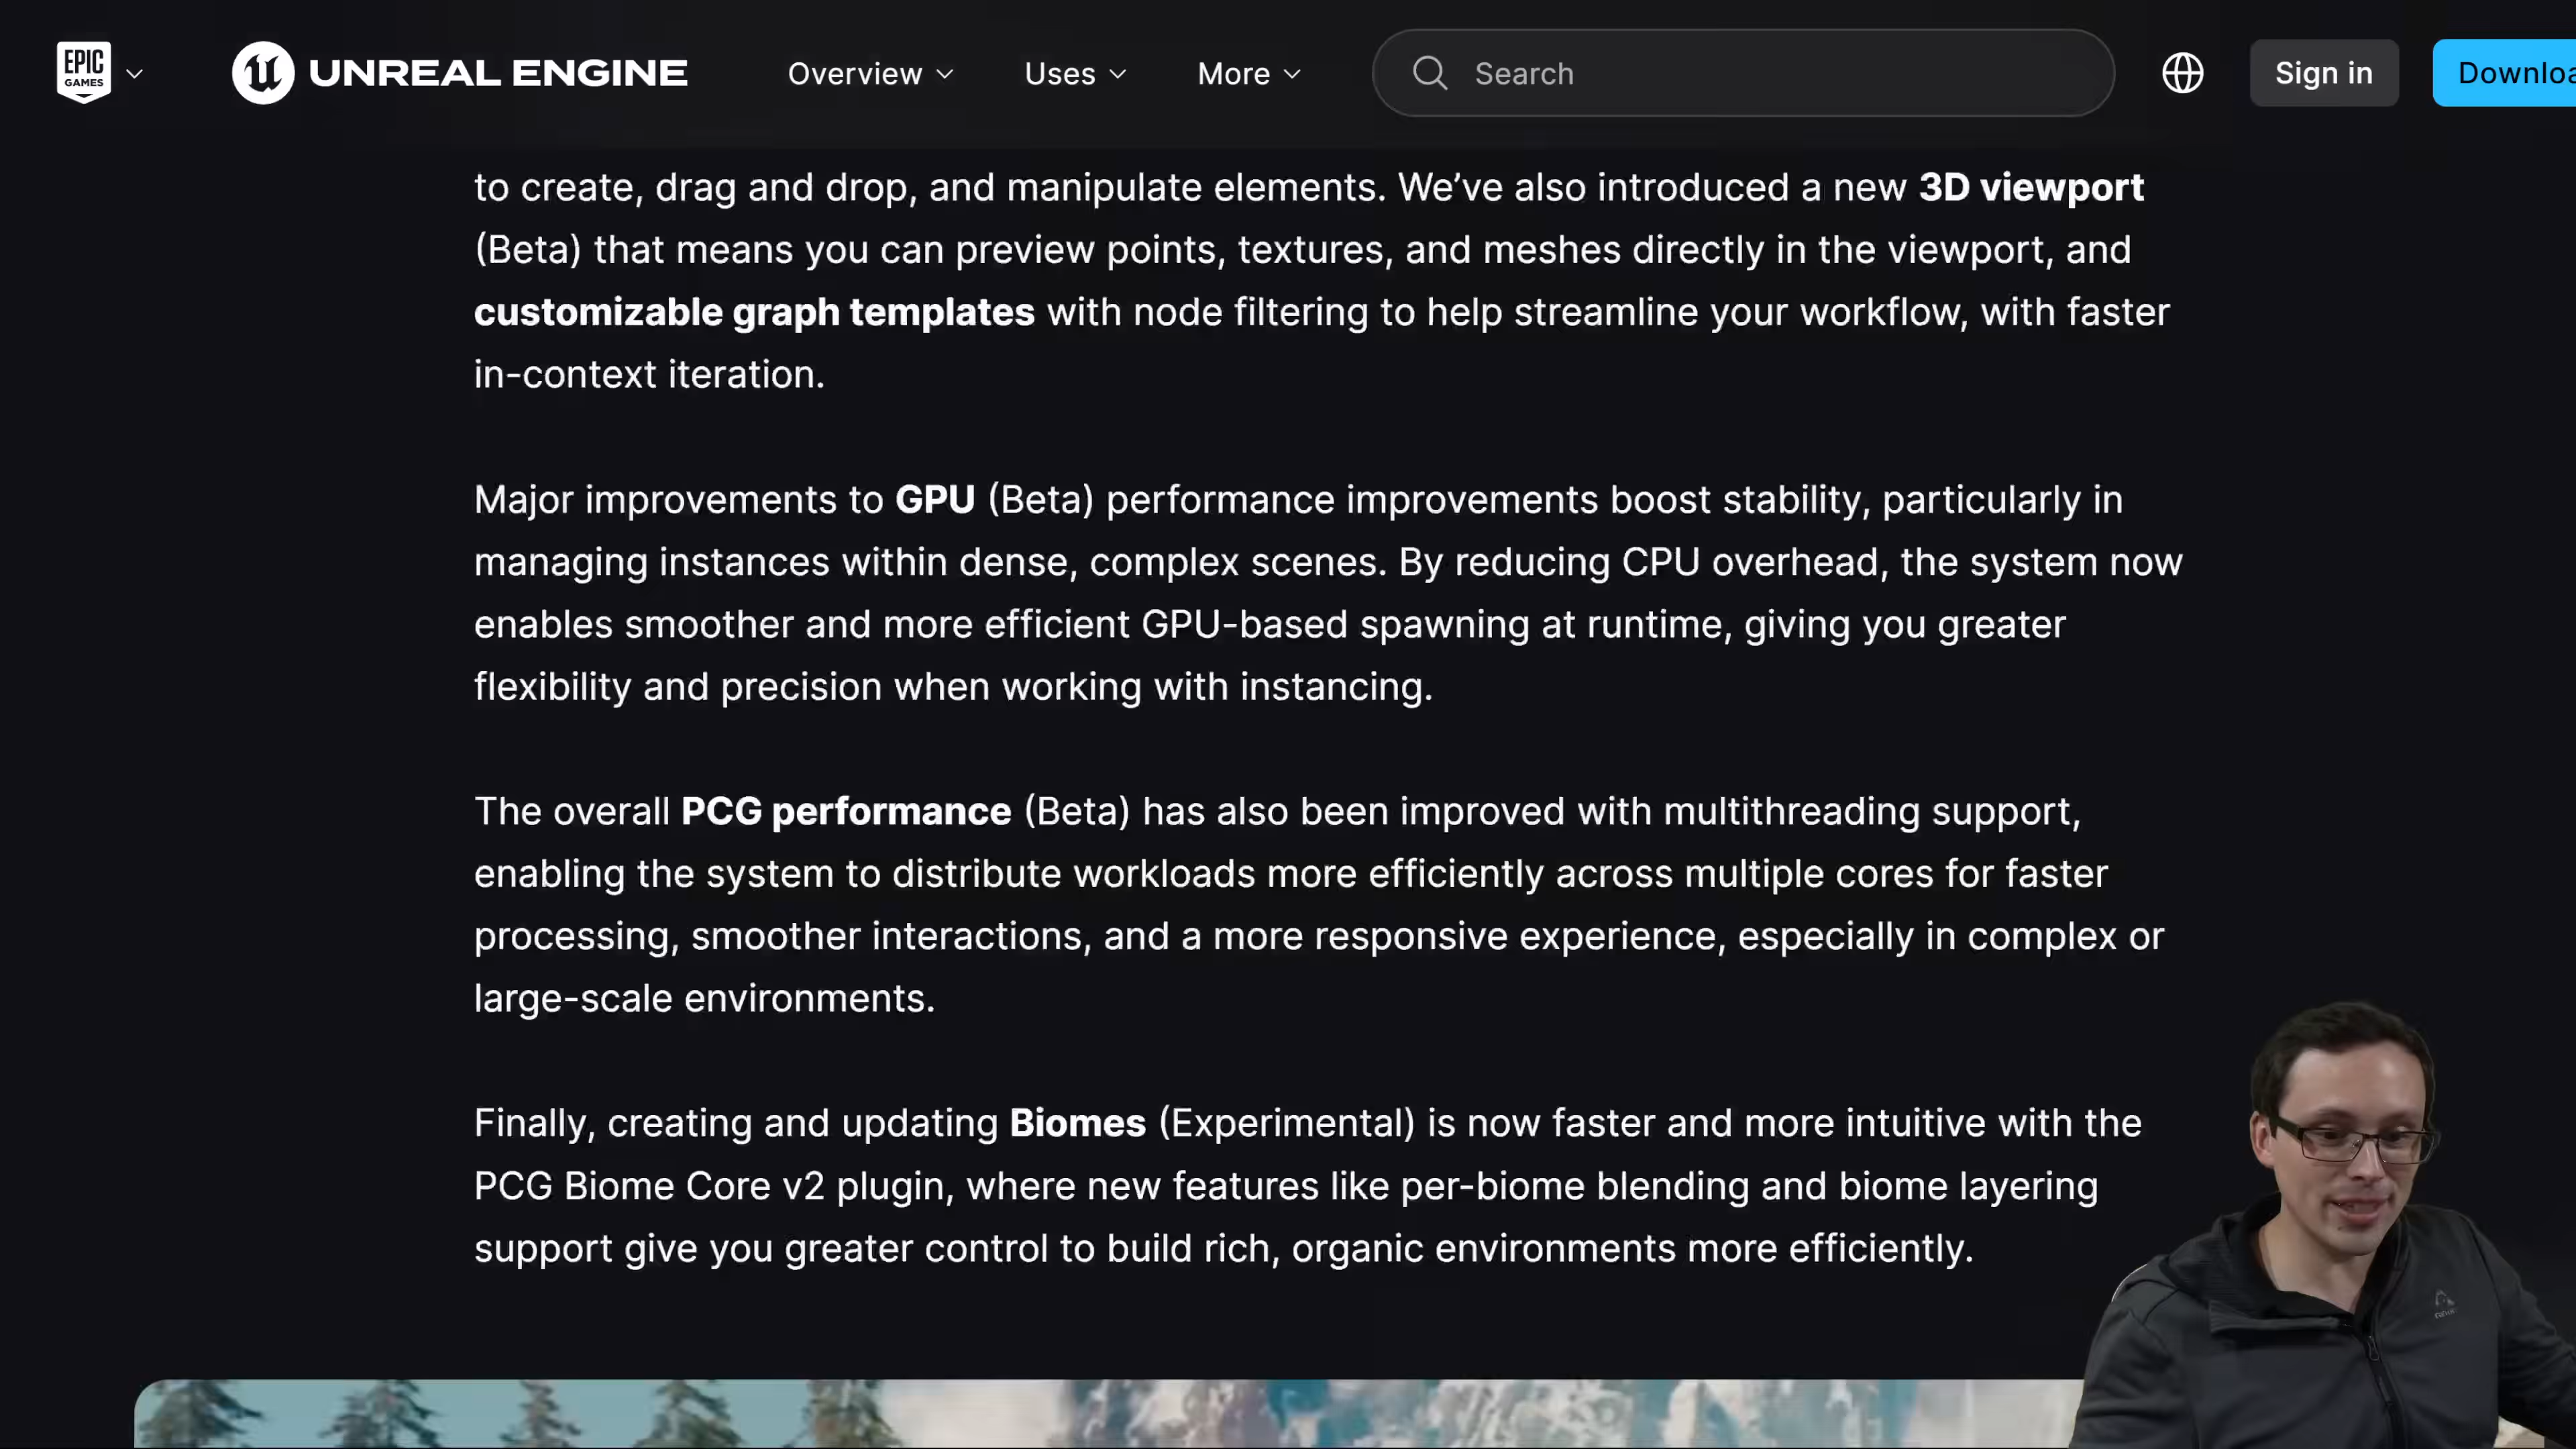 EPIC
GAMES
UNREAL ENGINE
Overview
Uses
More
Search
Sign in
to create, drag and drop, and manipulate elements. We’ve also introduced a new 3D viewport
(Beta) that means you can preview points, textures, and meshes directly in the viewport, and
customizable graph templates with node filtering to help streamline your workflow, with faster
in-context iteration.
Major improvements to GPU (Beta) performance improvements boost stability, particularly in
managing instances within dense, complex scenes. By reducing CPU overhead, the system now
enables smoother and more efficient GPU-based spawning at runtime, giving you greater
flexibility and precision when working with instancing.
The overall PCG performance (Beta) has also been improved with multithreading support,
enabling the system to distribute workloads more efficiently across multiple cores for faster
processing, smoother interactions, and a more responsive experience, especially in complex or
large-scale environments.
Finally, creating and updating Biomes (Experimental) is now faster and more intuitive with the
PCG Biome Core v2 plugin, where new features like per-biome blending and biome layering
support give you greater control to build rich, organic environments more efficiently.